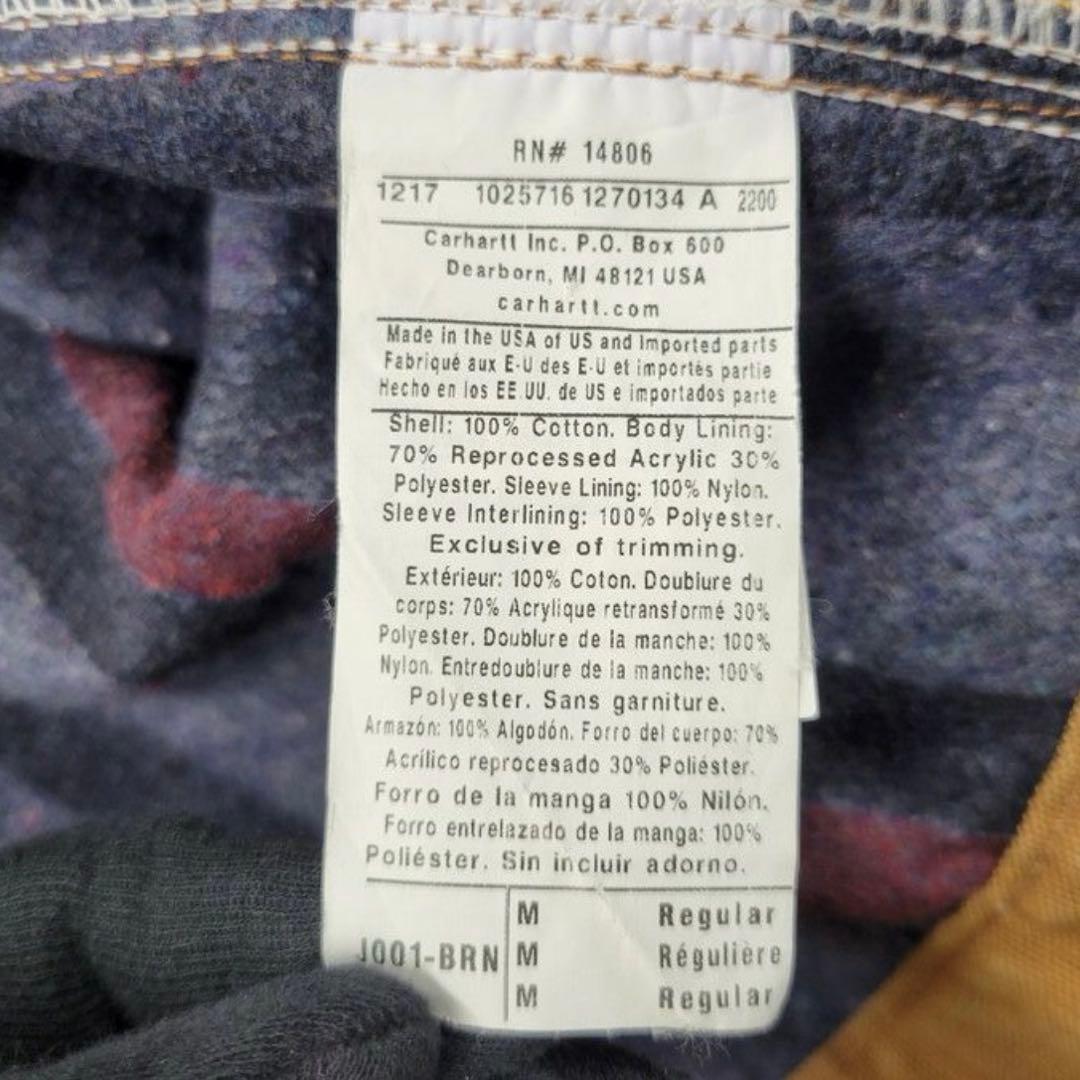 RN# 14806
1217 1025716 1270134 A 2200
Carhartt Inc. P.O. Box 600
Dearborn, MI 48121 USA
carhartt.com
Made in the USA of US and Imported parts
Fabriqué aux E-U des E-U et importés partie
Hecho en los EE.UU. de US e importados parte
Shell: 100% Cotton. Body Lining:
70% Reprocessed Acrylic 30%
Polyester. Sleeve Lining: 100% Nylon.
Sleeve Interlining: 100% Polyester.
Exclusive of trimming.
Extérieur: 100% Coton. Doublure du
corps: 70% Acrylique retransformé 30%
Polyester. Doublure de la manche: 100%
Nylon. Entredoublure de la manche: 100%
Polyester. Sans garniture.
Armazón: 100% Algodón. Forro del cuerpo: 70%
Acrílico reprocesado 30% Poliéster.
Forro de la manga 100% Nilón.
Forro entrelazado de la manga: 100%
Poliéster. Sin incluir adorno.
M Regular
J001-BRN M Régulière
M Regular